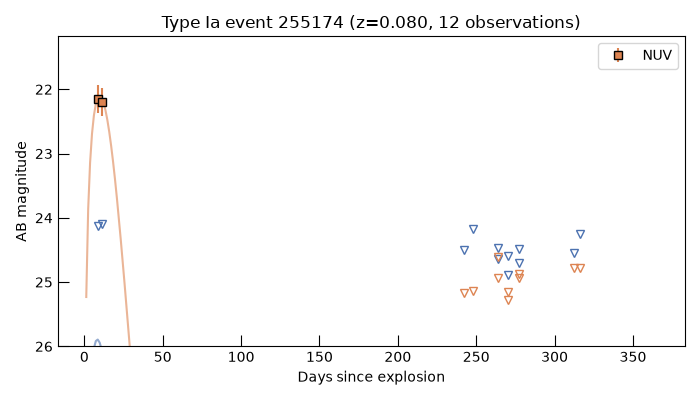 Type Ia event 255174 (z=0.080, 12 observations)
NUV
22
23
24
25
26
AB magnitude
0 50 100 150 200 250 300 350
Days since explosion